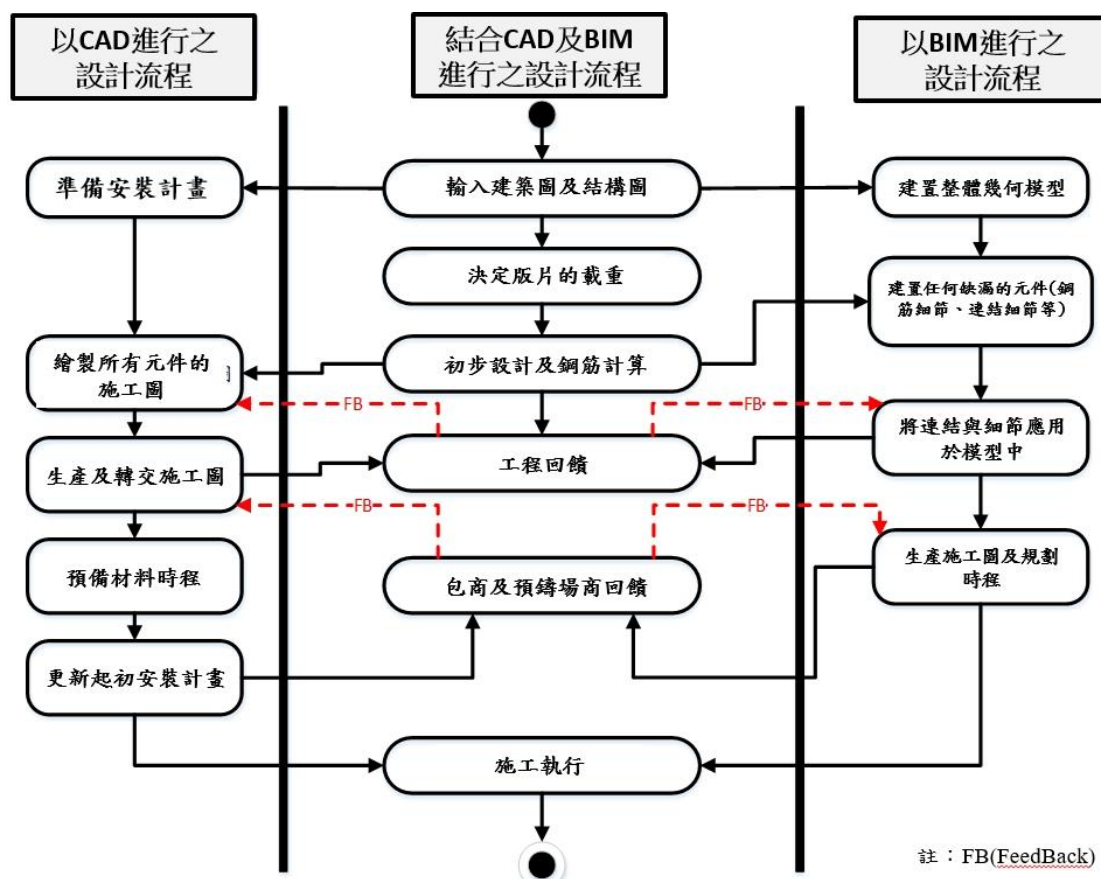 以CAD進行之
設計流程
結合CAD及BIM
進行之設計流程
以BIM進行之
設計流程
準備安裝計畫
輸入建築圖及結構圖
建置整體幾何模型
決定版片的載重
建置任何缺漏的元件(鋼
筋細節、連結細節等)
繪製所有元件的
施工圖
初步設計及鋼筋計算
FB
FB
將連結與細節應用
於模型中
生產及轉交施工圖
工程回饋
FB
FB
生產施工圖及規劃
時程
預備材料時程
包商及預鑄場商回饋
更新起初安裝計畫
施工執行
註：FB(FeedBack)